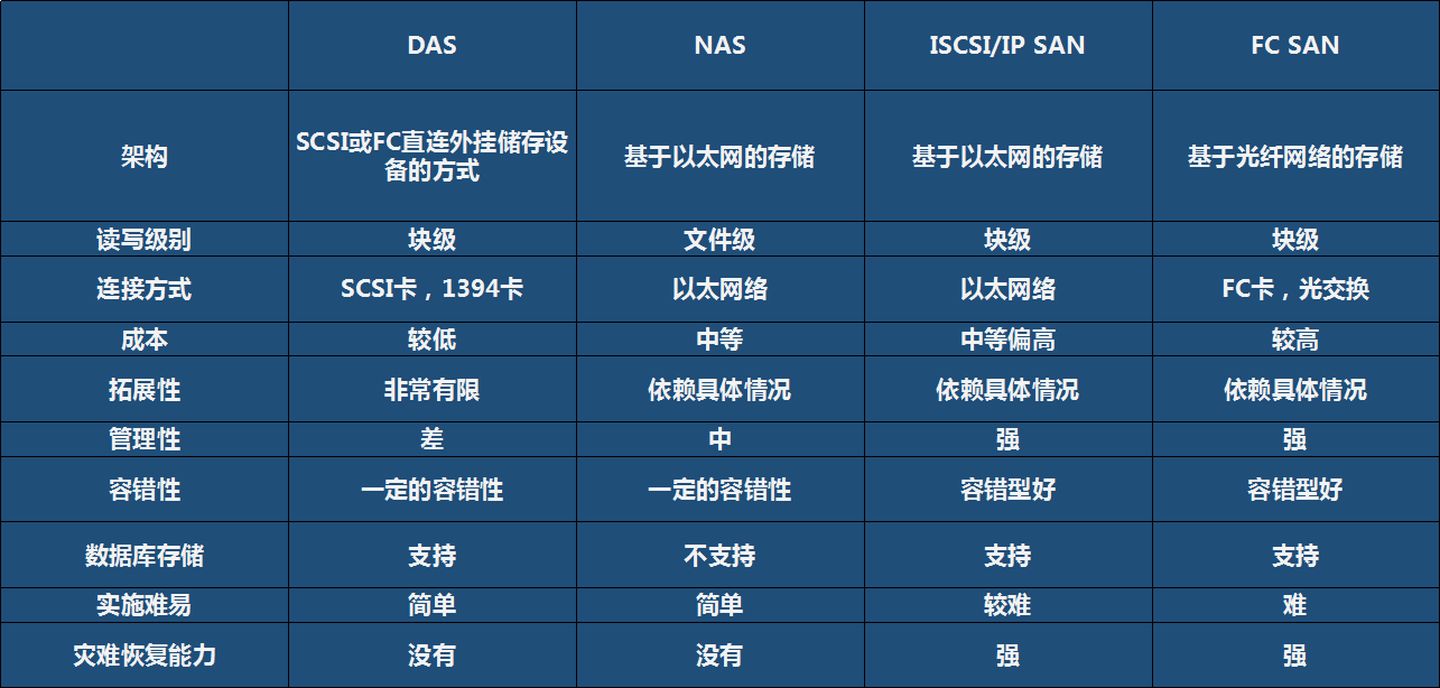 DAS NAS ISCSI/IP SAN FC SAN
架构 SCSI或FC直连外挂储存设备的方式 基于以太网的存储 基于以太网的存储 基于光纤网络的存储
读写级别 块级 文件级 块级 块级
连接方式 SCSI卡，1394卡 以太网络 以太网络 FC卡，光交换
成本 较低 中等 中等偏高 较高
拓展性 非常有限 依赖具体情况 依赖具体情况 依赖具体情况
管理性 差 中 强 强
容错性 一定的容错性 一定的容错性 容错型好 容错型好
数据库存储 支持 不支持 支持 支持
实施难易 简单 简单 较难 难
灾难恢复能力 没有 没有 强 强